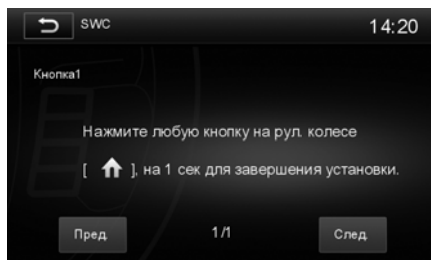 SWC 14:20
Кнопка1
Нажмите любую кнопку на рул. колесе
[ ], на 1 сек для завершения установки.
Пред. 1/1 След.